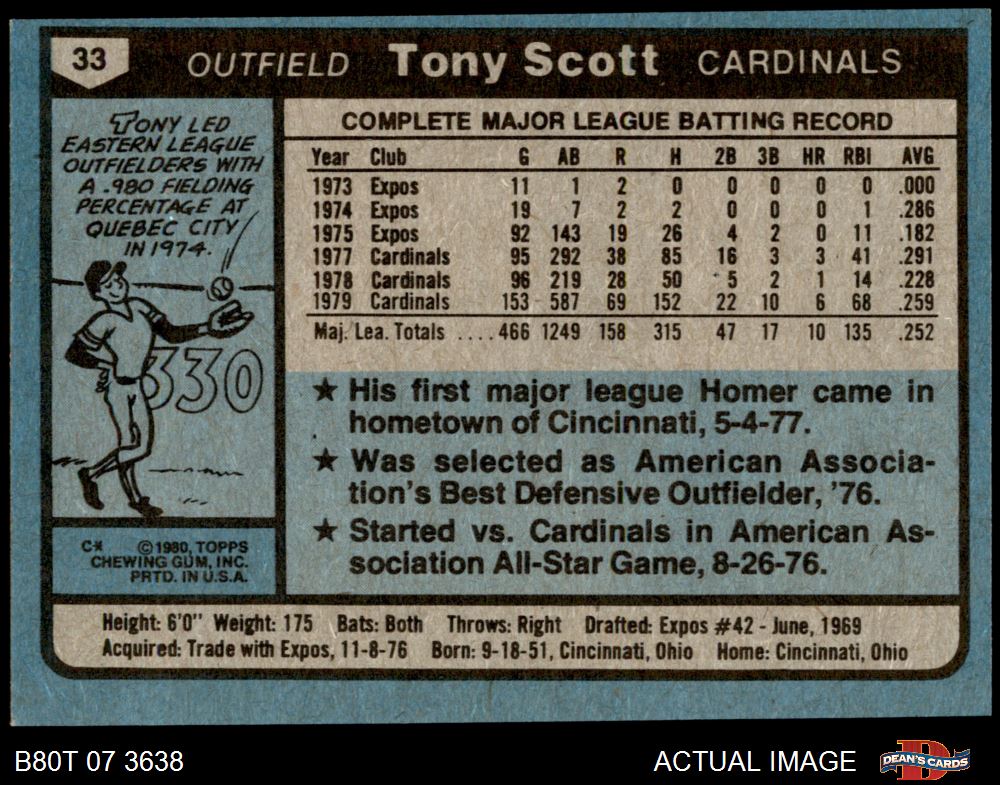 33 OUTFIELD Tony Scott CARDINALS
TONY LED
EASTERN LEAGUE
OUTFIELDERS WITH
A .980 FIELDING
PERCENTAGE AT
QUEBEC CITY
IN 1974.
330
C* ©1980, TOPPS
CHEWING GUM, INC.
PRTD. IN U.S.A.
COMPLETE MAJOR LEAGUE BATTING RECORD
Year Club G AB R H 2B 3B HR RBI AVG
1973 Expos 11 1 2 0 0 0 0 0 .000
1974 Expos 19 7 2 2 0 0 0 1 .286
1975 Expos 92 143 19 26 4 2 0 11 .182
1977 Cardinals 95 292 38 85 16 3 3 41 .291
1978 Cardinals 96 219 28 50 5 2 1 14 .228
1979 Cardinals 153 587 69 152 22 10 6 68 .259
Maj. Lea. Totals ....466 1249 158 315 47 17 10 135 .252
★ His first major league Homer came in
hometown of Cincinnati, 5-4-77.
★ Was selected as American Associa-
tion's Best Defensive Outfielder, '76.
★ Started vs. Cardinals in American As-
sociation All-Star Game, 8-26-76.
Height: 6'0" Weight: 175 Bats: Both Throws: Right Drafted: Expos #42 - June, 1969
Acquired: Trade with Expos, 11-8-76 Born: 9-18-51, Cincinnati, Ohio Home: Cincinnati, Ohio
B80T 07 3638 ACTUAL IMAGE D DEAN'S CARDS